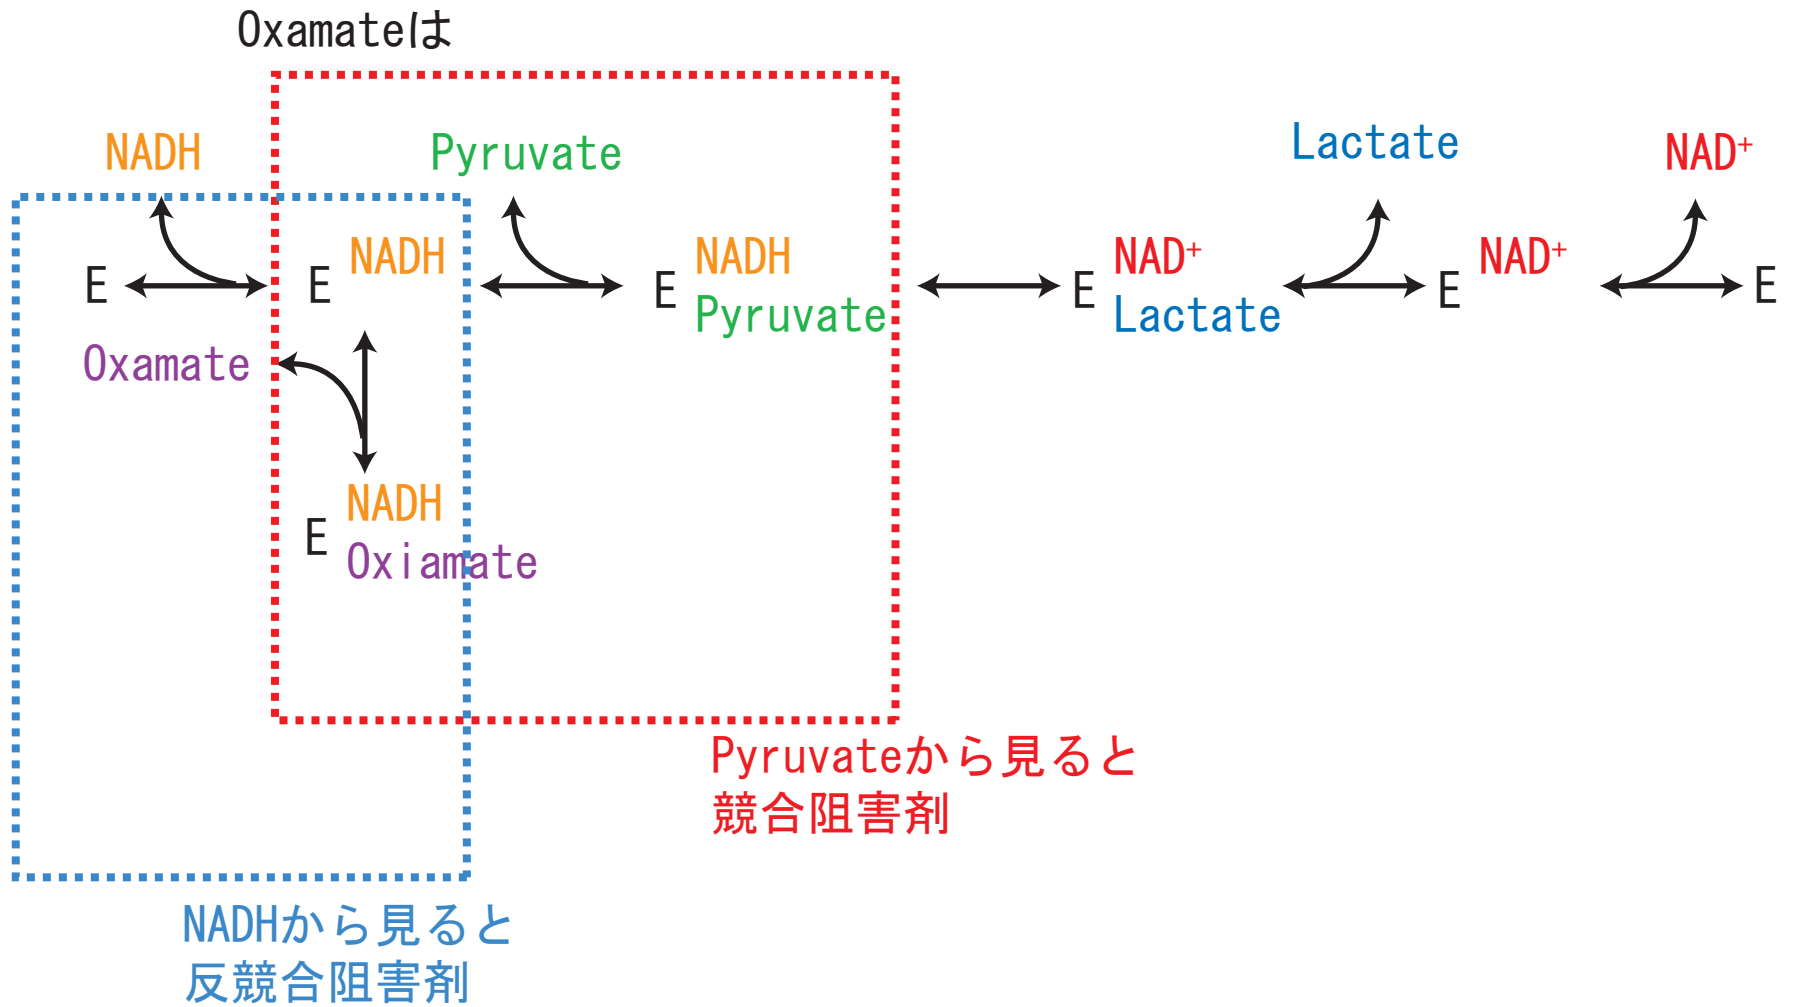 Oxamateは
NADH
Pyruvate
Lactate
NAD+
E
E NADH
E NADH
Pyruvate
E NAD+
Lactate
E NAD+
E
Oxamate
E NADH
Oxiamate
Pyruvateから見ると
競合阻害剤
NADHから見ると
反競合阻害剤